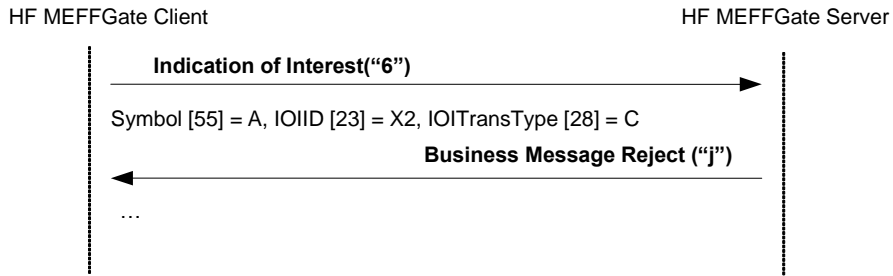 HF MEFFGate Client
HF MEFFGate Server
Indication of Interest(“6”)
Symbol [55] = A, IOIID [23] = X2, IOITransType [28] = C
Business Message Reject (“j”)
…